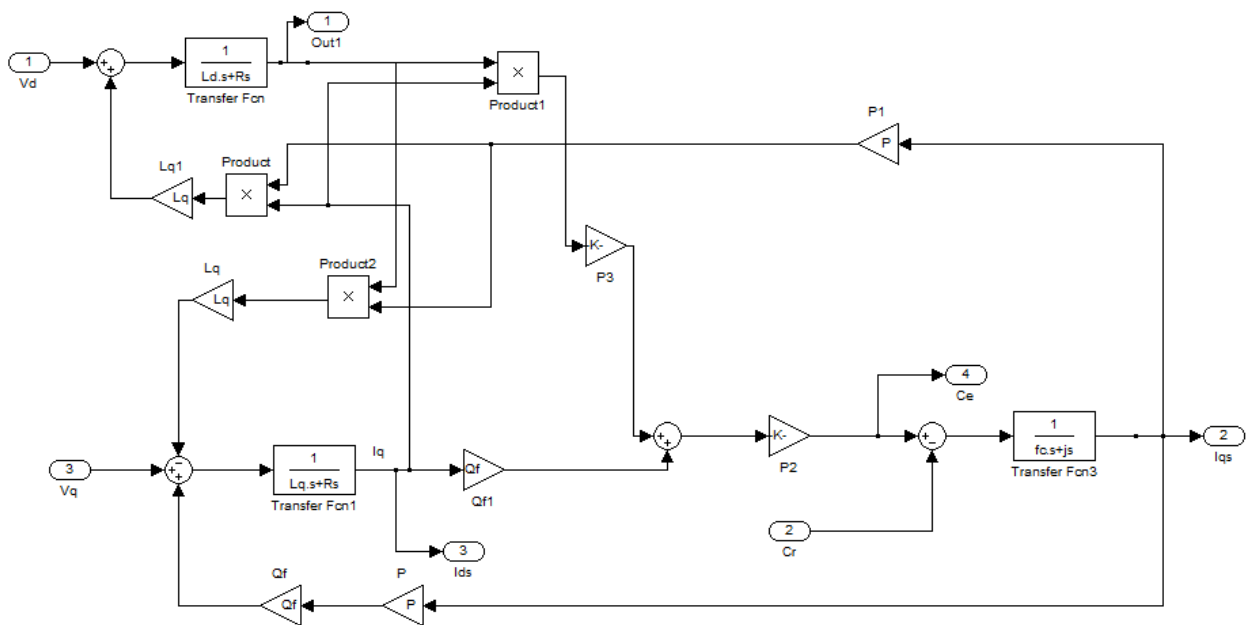 1
Out1
1
Vd
1
Ld.s+Rs
Transfer Fcn
Product1
P1
P
Lq1
Lq
Product
K-
P3
Lq
Lq
Product2
4
Ce
3
Vq
1
Lq.s+Rs
Transfer Fcn1
Iq
Qf
Qf1
K-
P2
1
fc.s+js
Transfer Fcn3
2
Iqs
2
Cr
3
Ids
Qf
Qf
P
P